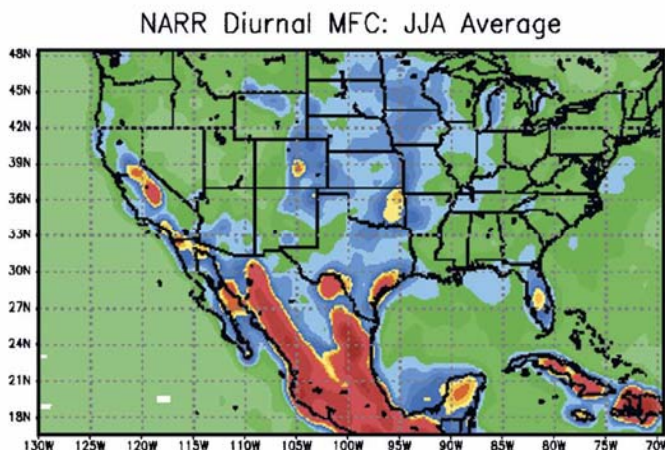 NARR Diurnal MFC: JJA Average
48N
45N
42N
39N
36N
33N
30N
27N
24N
21N
18N
130W 125W 120W 115W 110W 105W 100W 95W 90W 85W 80W 75W 70W